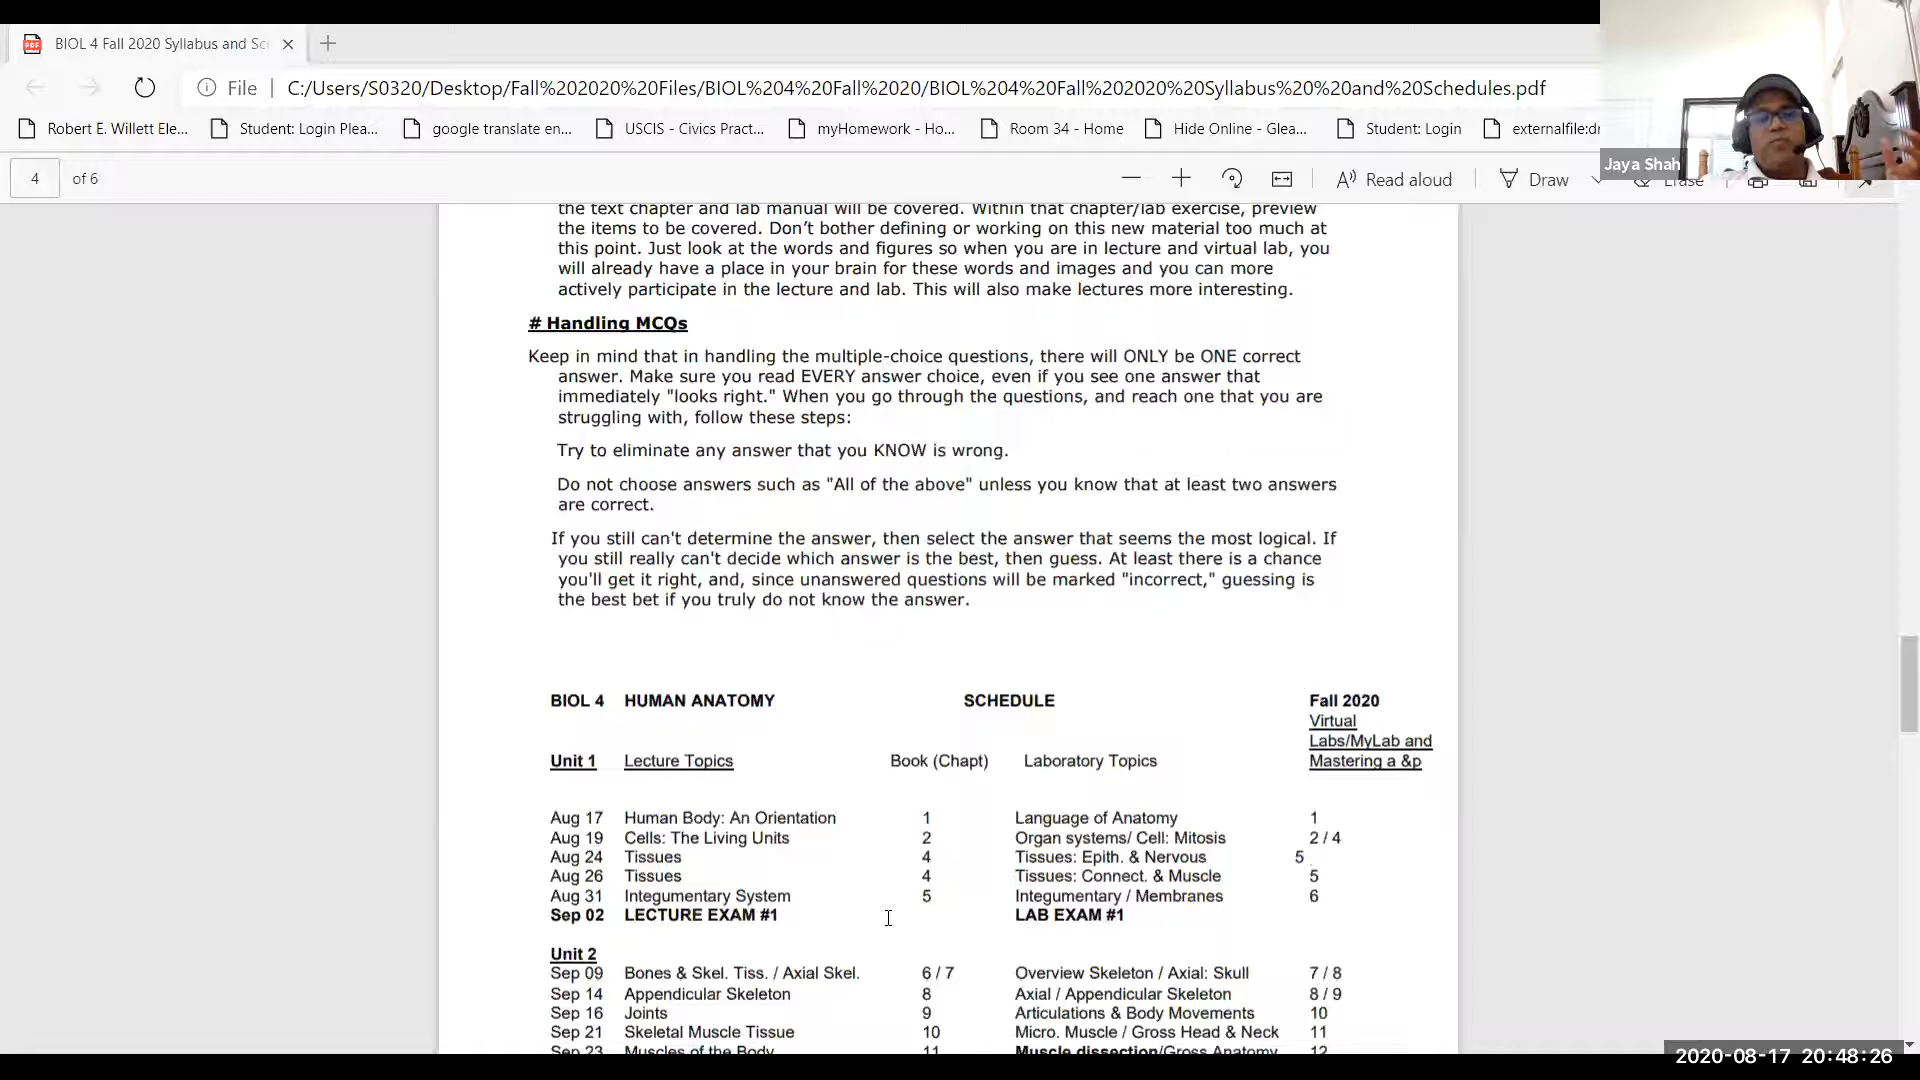 BIOL 4 Fall 2020 Syllabus and Sc
File C:/Users/S0320/Desktop/Fall%202020%20Files/BIOL%204%20Fall%2020/BIOL%204%20Fall%202020%20Syllabus%20%20and%20Schedules.pdf
Robert E. Willett Ele... Student: Login Plea... google translate en... USCIS - Civics Pract... myHomework - Ho... Room 34 - Home Hide Online - Glea... Student: Login externalfile:dr
Jaya Shah
4 of 6 Read aloud Draw Erase
the text chapter and lab manual will be covered. Within that chapter/lab exercise, preview
the items to be covered. Don't bother defining or working on this new material too much at
this point. Just look at the words and figures so when you are in lecture and virtual lab, you
will already have a place in your brain for these words and images and you can more
actively participate in the lecture and lab. This will also make lectures more interesting.
# Handling MCQs
Keep in mind that in handling the multiple-choice questions, there will ONLY be ONE correct
answer. Make sure you read EVERY answer choice, even if you see one answer that
immediately "looks right." When you go through the questions, and reach one that you are
struggling with, follow these steps:
Try to eliminate any answer that you KNOW is wrong.
Do not choose answers such as "All of the above" unless you know that at least two answers
are correct.
If you still can't determine the answer, then select the answer that seems the most logical. If
you still really can't decide which answer is the best, then guess. At least there is a chance
you'll get it right, and, since unanswered questions will be marked "incorrect," guessing is
the best bet if you truly do not know the answer.
BIOL 4 HUMAN ANATOMY SCHEDULE Fall 2020
Virtual
Labs/MyLab and
Unit 1 Lecture Topics Book (Chapt) Laboratory Topics Mastering a &p
Aug 17 Human Body: An Orientation 1 Language of Anatomy 1
Aug 19 Cells: The Living Units 2 Organ systems/ Cell: Mitosis 2 / 4
Aug 24 Tissues 4 Tissues: Epith. & Nervous 5
Aug 26 Tissues 4 Tissues: Connect. & Muscle 5
Aug 31 Integumentary System 5 Integumentary / Membranes 6
Sep 02 LECTURE EXAM #1 LAB EXAM #1
Unit 2
Sep 09 Bones & Skel. Tiss. / Axial Skel. 6 / 7 Overview Skeleton / Axial: Skull 7 / 8
Sep 14 Appendicular Skeleton 8 Axial / Appendicular Skeleton 8 / 9
Sep 16 Joints 9 Articulations & Body Movements 10
Sep 21 Skeletal Muscle Tissue 10 Micro. Muscle / Gross Head & Neck 11
Sep 23 Muscles of the Body 11 Muscle dissection/Gross Anatomy 12
2020-08-17 20:48:26